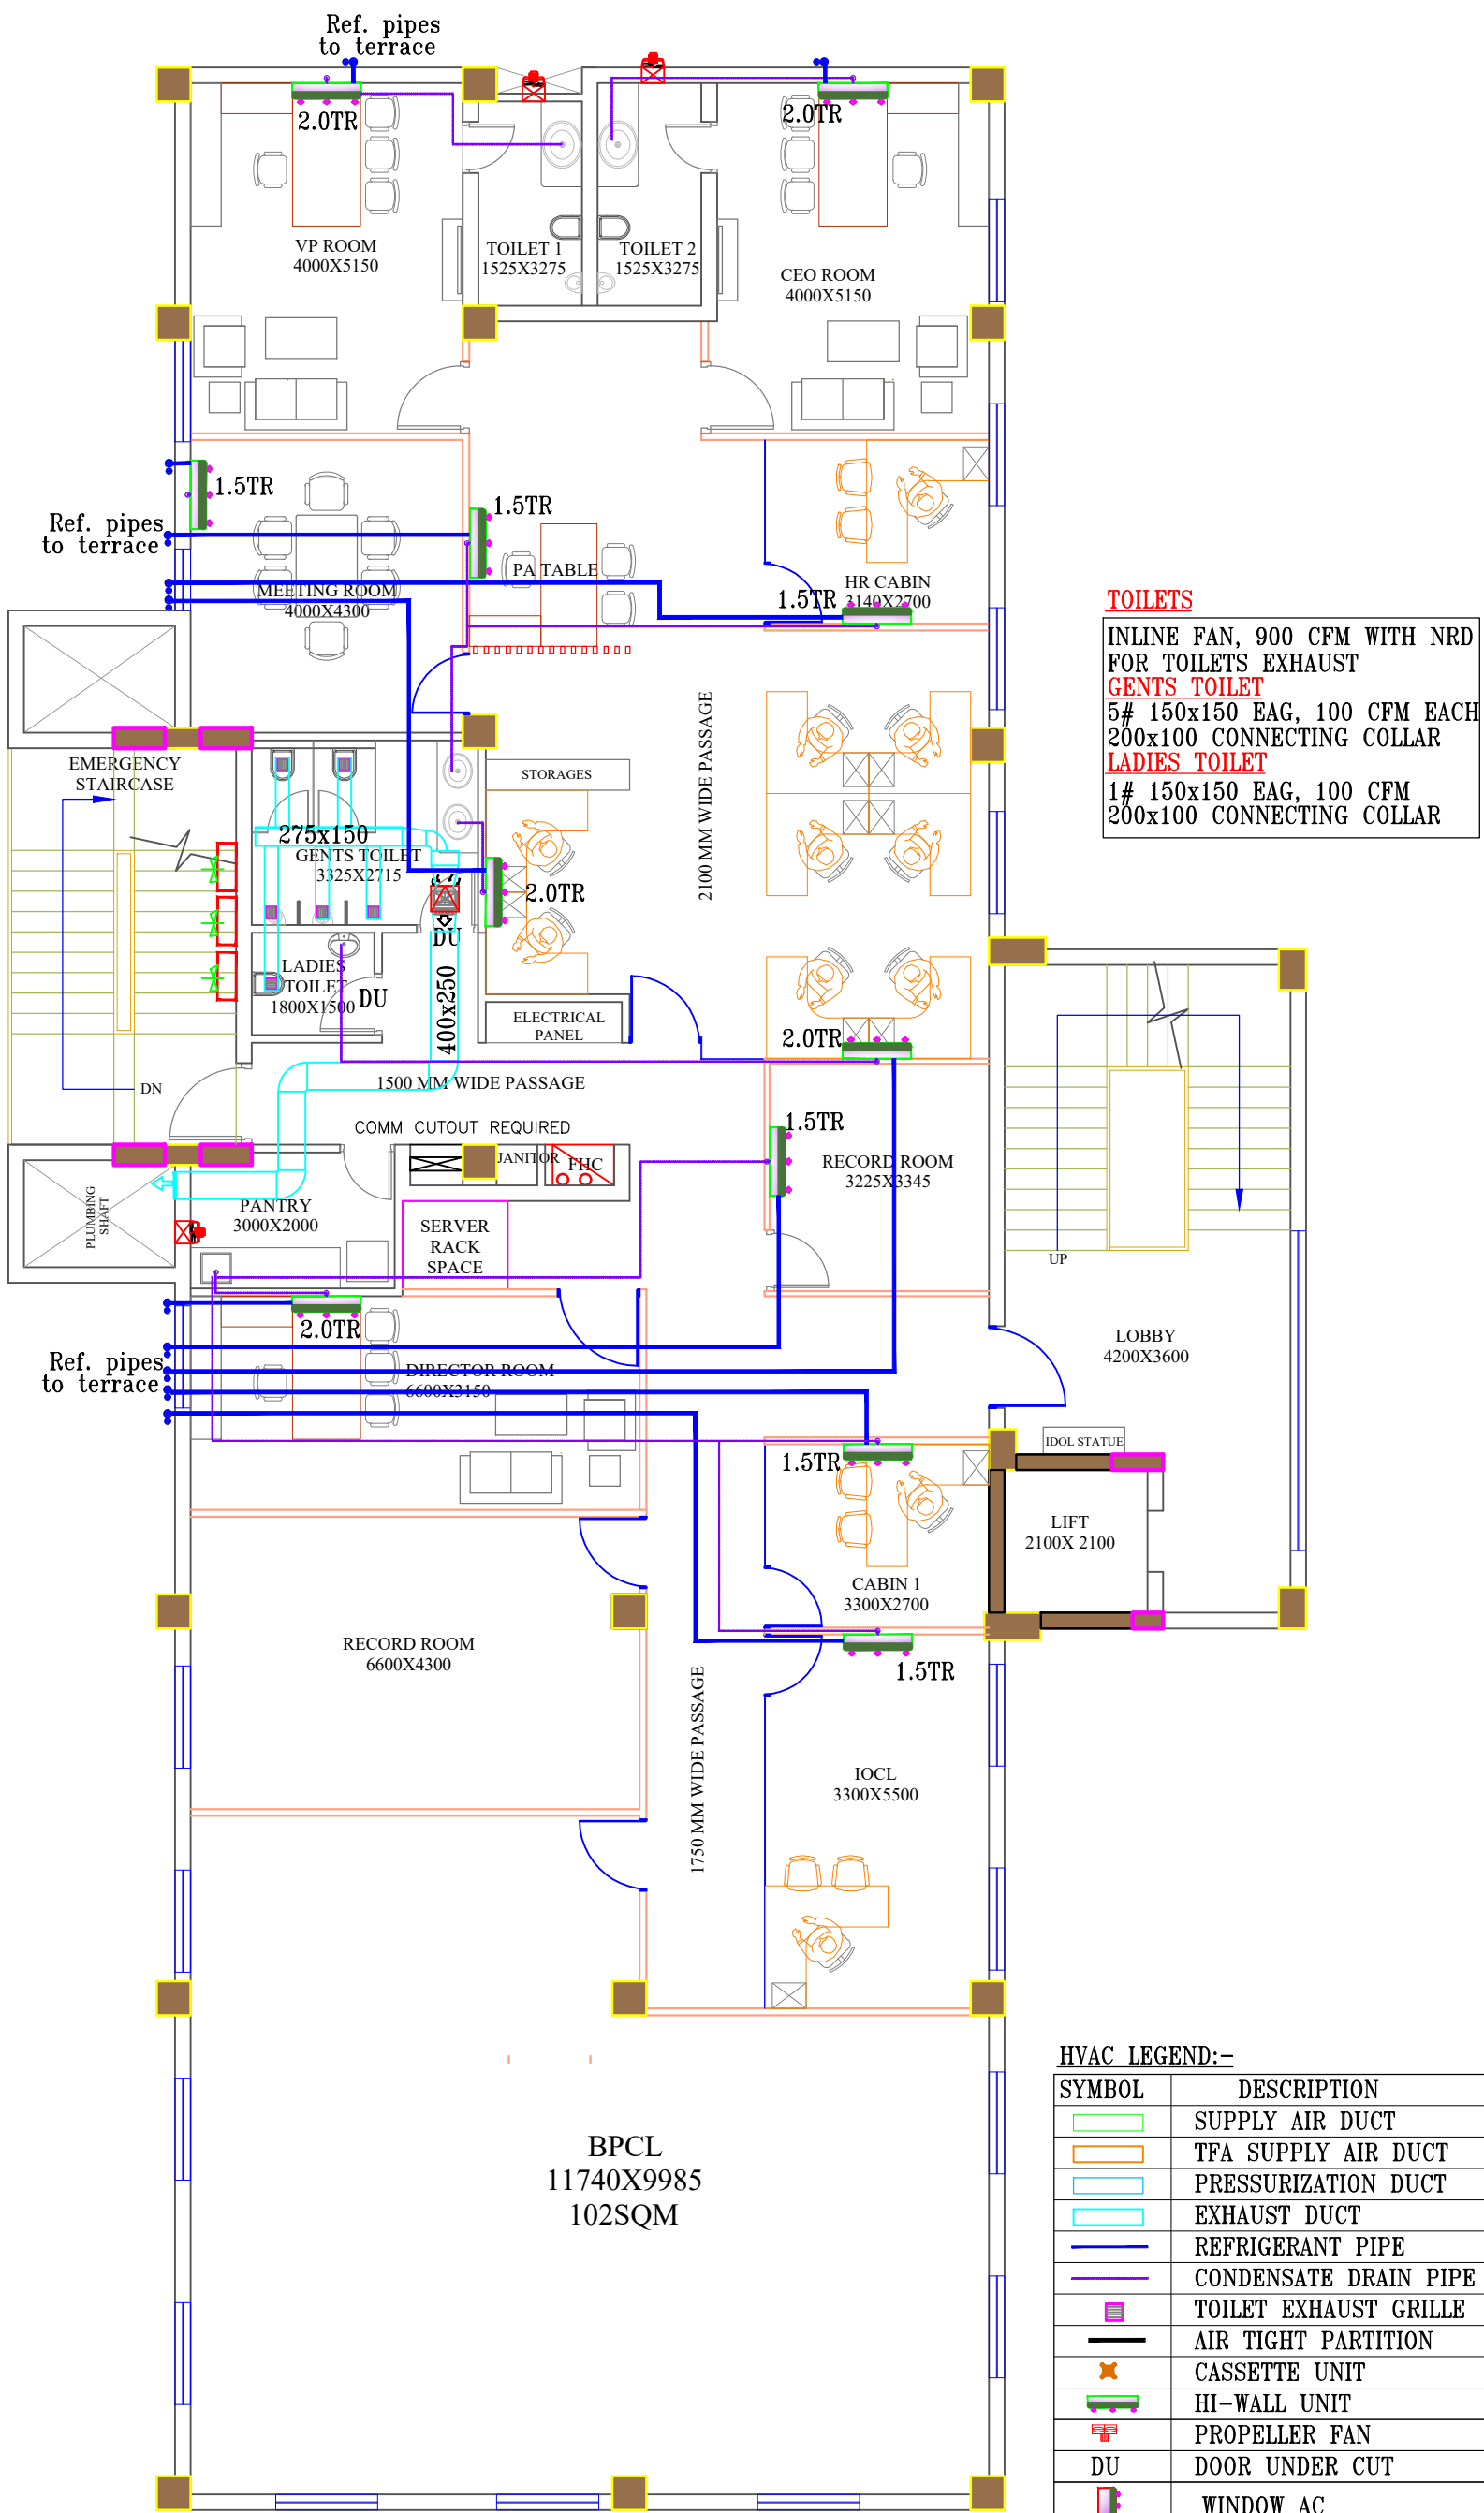 Ref. pipes
to terrace
2.0TR
2.0TR
VP ROOM
4000X5150
TOILET 1
1525X3275
TOILET 2
1525X3275
CEO ROOM
4000X5150
1.5TR
1.5TR
Ref. pipes
to terrace
PA TABLE
MEETING ROOM
4000X4300
HR CABIN
3140X2700
1.5TR
TOILETS
INLINE FAN, 900 CFM WITH NRD
FOR TOILETS EXHAUST
GENTS TOILET
5# 150x150 EAG, 100 CFM EACH
200x100 CONNECTING COLLAR
LADIES TOILET
1# 150x150 EAG, 100 CFM
200x100 CONNECTING COLLAR
EMERGENCY
STAIRCASE
STORAGES
2100 MM WIDE PASSAGE
275x150
GENTS TOILET
3325X2715
2.0TR
DU
LADIES
TOILET
1800X1500
DU
400x250
ELECTRICAL
PANEL
2.0TR
DN
1500 MM WIDE PASSAGE
COMM CUTOUT REQUIRED
JANITOR
FHC
1.5TR
RECORD ROOM
3225X3345
PLUMBING
SHAFT
PANTRY
3000X2000
SERVER
RACK
SPACE
UP
2.0TR
LOBBY
4200X3600
Ref. pipes
to terrace
DIRECTOR ROOM
6600X3150
IDOL STATUE
1.5TR
LIFT
2100X 2100
CABIN 1
3300X2700
RECORD ROOM
6600X4300
1.5TR
1750 MM WIDE PASSAGE
IOCL
3300X5500
BPCL
11740X9985
102SQM
HVAC LEGEND:-
SYMBOL DESCRIPTION
SUPPLY AIR DUCT
TFA SUPPLY AIR DUCT
PRESSURIZATION DUCT
EXHAUST DUCT
REFRIGERANT PIPE
CONDENSATE DRAIN PIPE
TOILET EXHAUST GRILLE
AIR TIGHT PARTITION
CASSETTE UNIT
HI-WALL UNIT
PROPELLER FAN
DU DOOR UNDER CUT
WINDOW AC